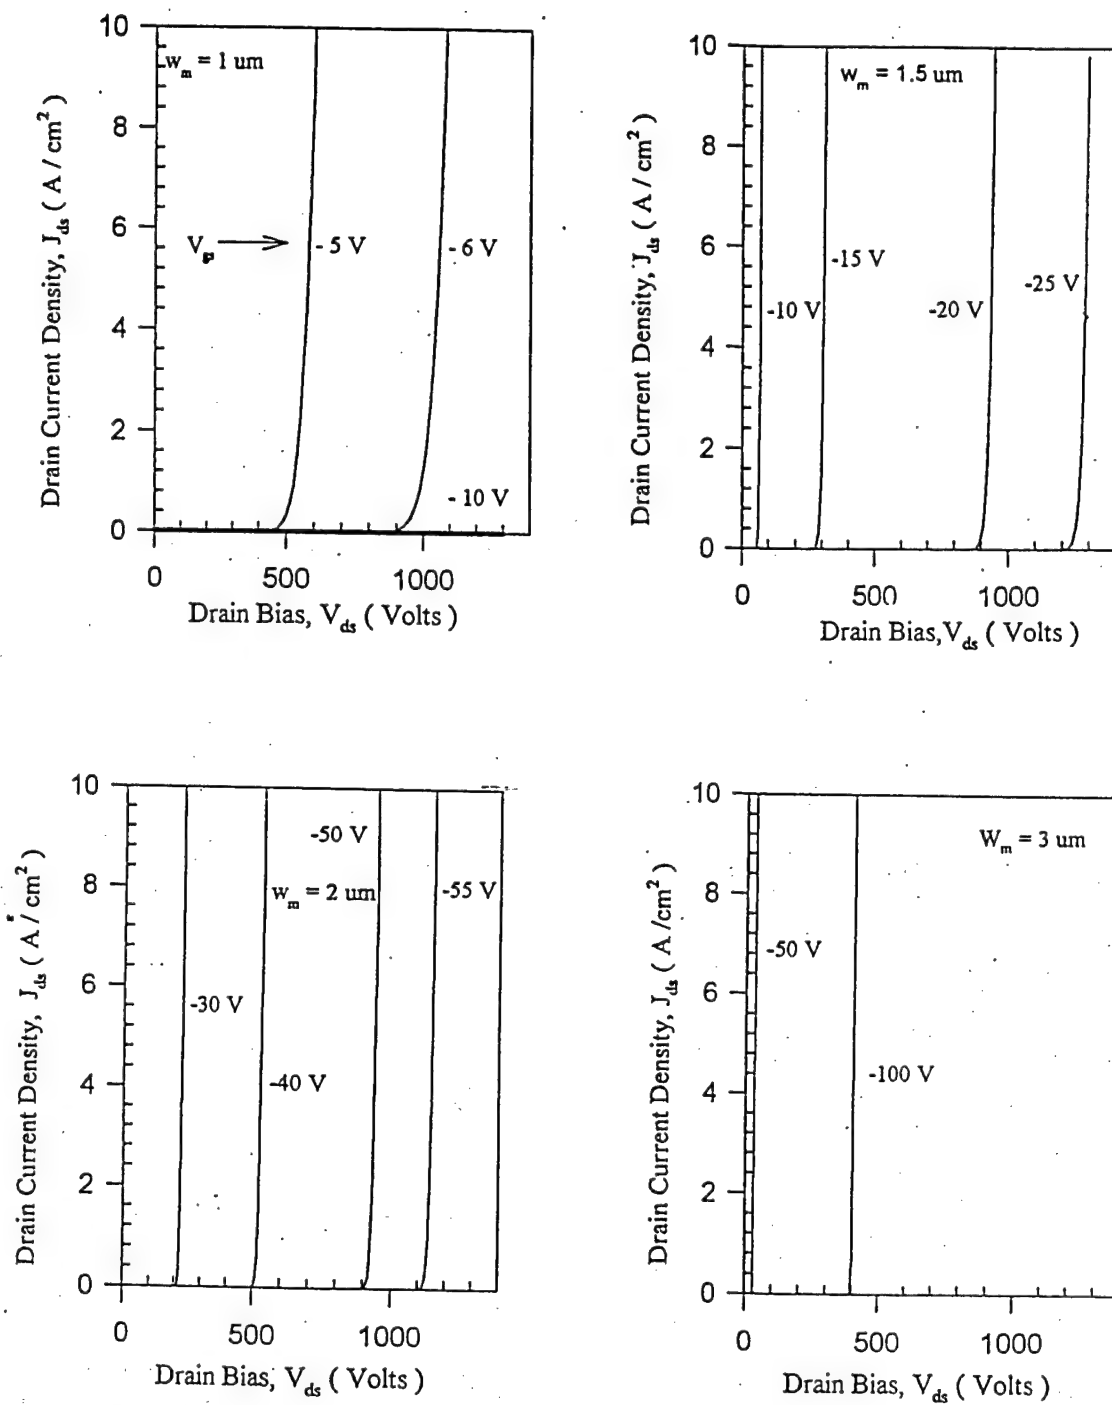 10
w_m = 1 um
8
6
V_gs
- 5 V
- 6 V
4
2
- 10 V
0
0 500 1000
Drain Bias, V_ds ( Volts )
Drain Current Density, J_ds ( A / cm^2 )
10
w_m = 1.5 um
8
6
-15 V
-25 V
-10 V
-20 V
4
2
0
0 500 1000
Drain Bias,V_ds ( Volts )
Drain Current Density, J_ds ( A / cm^2 )
10
-50 V
8
w_m = 2 um
-55 V
6
-30 V
4
-40 V
2
0
0 500 1000
Drain Bias, V_ds ( Volts )
Drain Current Density, J_ds ( A / cm^2 )
10
W_m = 3 um
8
-50 V
6
-100 V
4
2
0
0 500 1000
Drain Bias, V_ds ( Volts )
Drain Current Density, J_ds ( A /cm^2 )